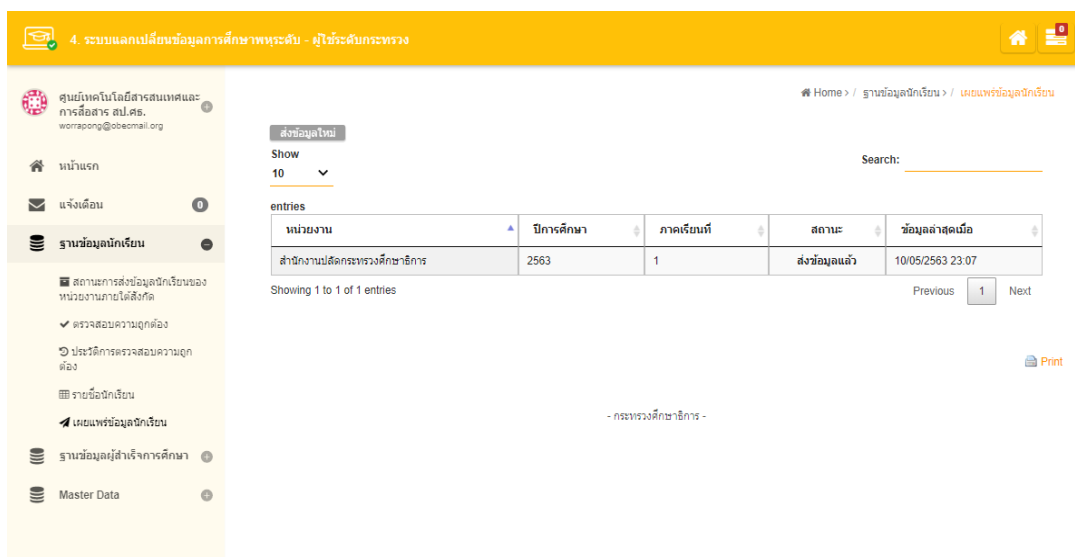 4. ระบบแลกเปลี่ยนข้อมูลการศึกษาพหุระดับ - ผู้ใช้ระดับกระทรวง
0
ศูนย์เทคโนโลยีสารสนเทศและ
การสื่อสาร สป.ศธ.
worrapong@obecmail.org
Home > / ฐานข้อมูลนักเรียน > / เผยแพร่ข้อมูลนักเรียน
หน้าแรก
แจ้งเตือน 0
ฐานข้อมูลนักเรียน
สถานะการส่งข้อมูลนักเรียนของ
หน่วยงานภายใต้สังกัด
ตรวจสอบความถูกต้อง
ประวัติการตรวจสอบความถูก
ต้อง
รายชื่อนักเรียน
เผยแพร่ข้อมูลนักเรียน
ฐานข้อมูลผู้สำเร็จการศึกษา
Master Data
ส่งข้อมูลใหม่
Show
10
Search:
entries
หน่วยงาน ปีการศึกษา ภาคเรียนที่ สถานะ ข้อมูลล่าสุดเมื่อ
สำนักงานปลัดกระทรวงศึกษาธิการ 2563 1 ส่งข้อมูลแล้ว 10/05/2563 23:07
Showing 1 to 1 of 1 entries
Previous 1 Next
Print
- กระทรวงศึกษาธิการ -